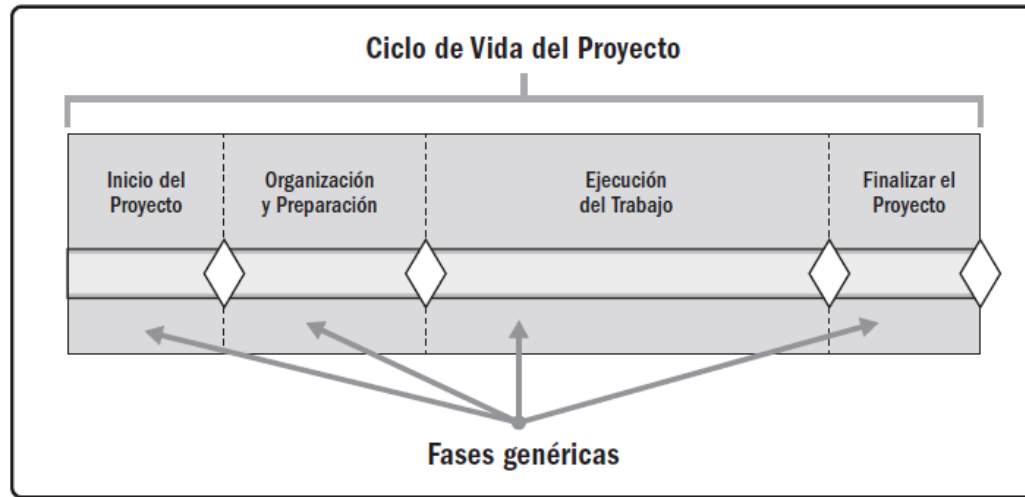 Ciclo de Vida del Proyecto
Inicio del
Proyecto
Organización
y Preparación
Ejecución
del Trabajo
Finalizar el
Proyecto
Fases genéricas